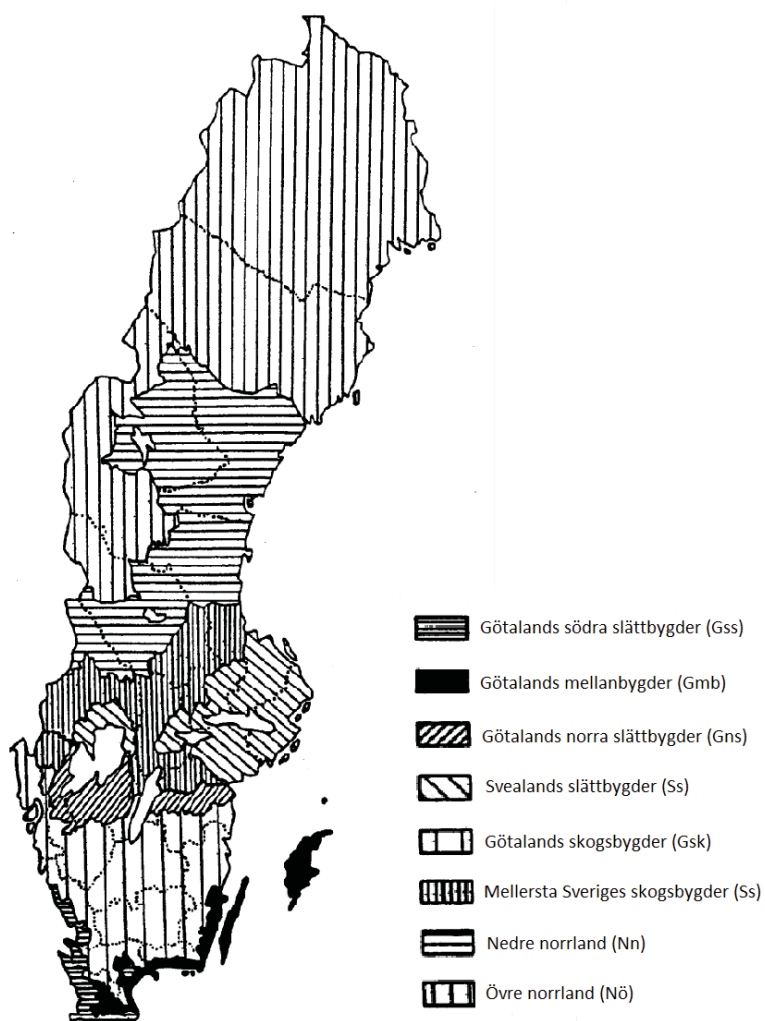 Götalands södra slättbygder (Gss)
Götalands mellanbygder (Gmb)
Götalands norra slättbygder (Gns)
Svealands slättbygder (Ss)
Götalands skogsbygder (Gsk)
Mellersta Sveriges skogsbygder (Ss)
Nedre norrland (Nn)
Övre norrland (Nö)